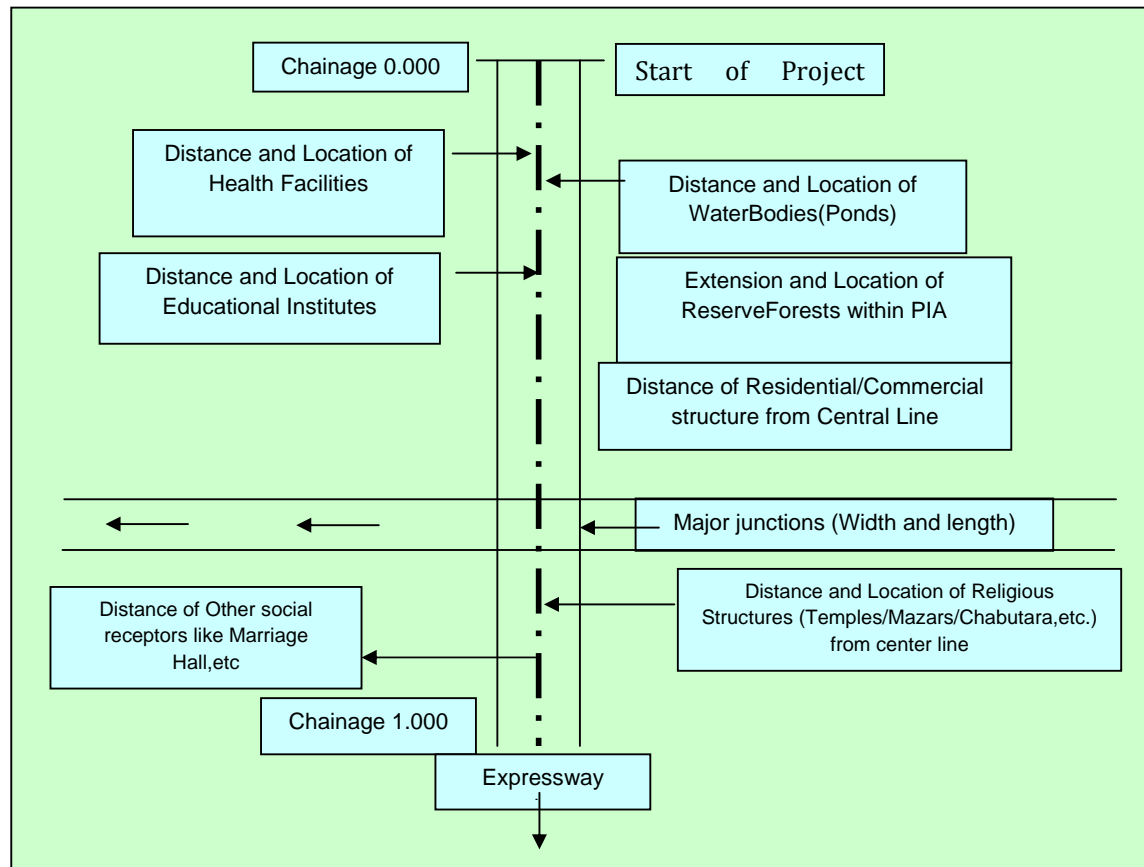 Chainage 0.000
Start of Project
Distance and Location of
Health Facilities
Distance and Location of
WaterBodies(Ponds)
Distance and Location of
Educational Institutes
Extension and Location of
ReserveForests within PIA
Distance of Residential/Commercial
structure from Central Line
Major junctions (Width and length)
Distance of Other social
receptors like Marriage
Hall,etc
Distance and Location of Religious
Structures (Temples/Mazars/Chabutara,etc.)
from center line
Chainage 1.000
Expressway